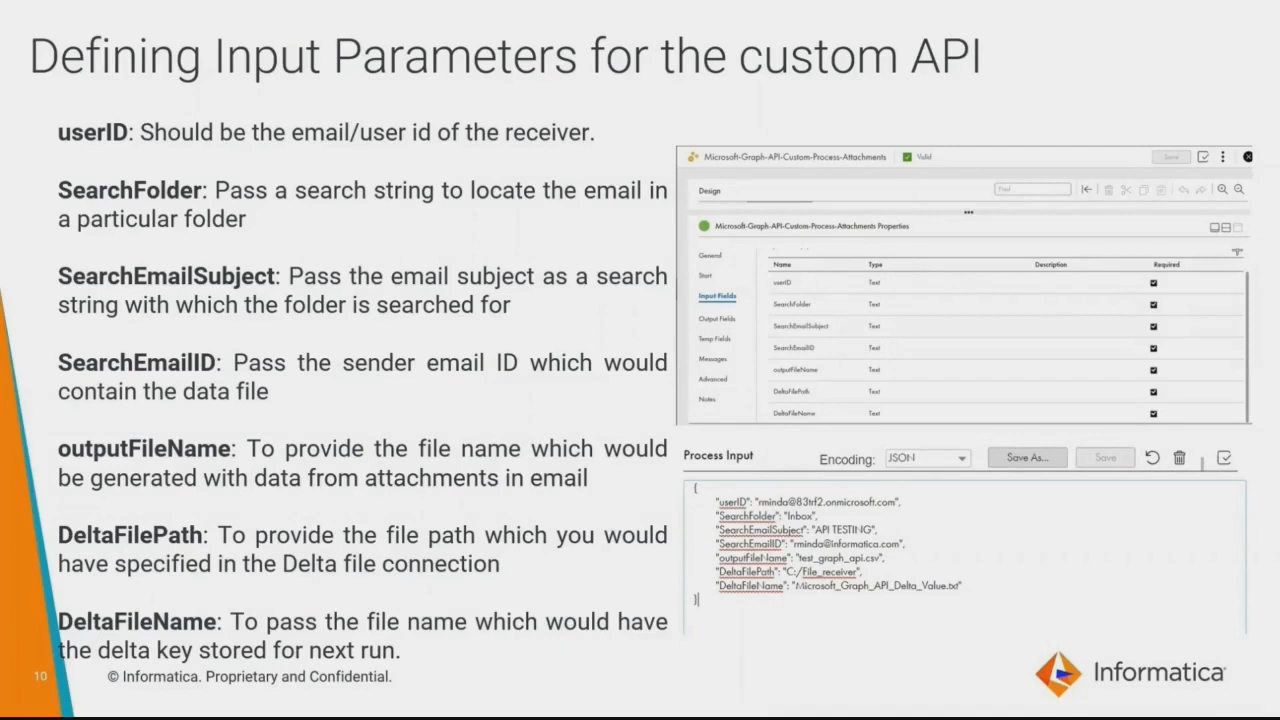 Defining Input Parameters for the custom API
userID: Should be the email/user id of the receiver.
SearchFolder: Pass a search string to locate the email in
a particular folder
SearchEmailSubject: Pass the email subject as a search
string with which the folder is searched for
SearchEmailID: Pass the sender email ID which would
contain the data file
outputFileName: To provide the file name which would
be generated with data from attachments in email
DeltaFilePath: To provide the file path which you would
have specified in the Delta file connection
DeltaFileName: To pass the file name which would have
the delta key stored for next run.
10
© Informatica. Proprietary and Confidential.
Microsoft-Graph-API-Custom-Process-Attachments Valid Save
Design Find
Microsoft-Graph-API-Custom-Process-Attachments Properties
General
Start
Input Fields
Output Fields
Temp Fields
Messages
Advanced
Notes
Name Type Description Required
userID Text
SearchFolder Text
SearchEmailSubject Text
SearchEmailID Text
outputFileName Text
DeltaFilePath Text
DeltaFileName Text
Process Input Encoding: JSON Save As... Save
{
"userID": "rminda@83trf2.onmicrosoft.com",
"SearchFolder": "Inbox",
"SearchEmailSubject": "API TESTING",
"SearchEmailID": "rminda@informatica.com",
"outputFileName": "test_graph_api.csv",
"DeltaFilePath": "C:/File_receiver",
"DeltaFileName": "Microsoft_Graph_API_Delta_Value.txt"
}
Informatica